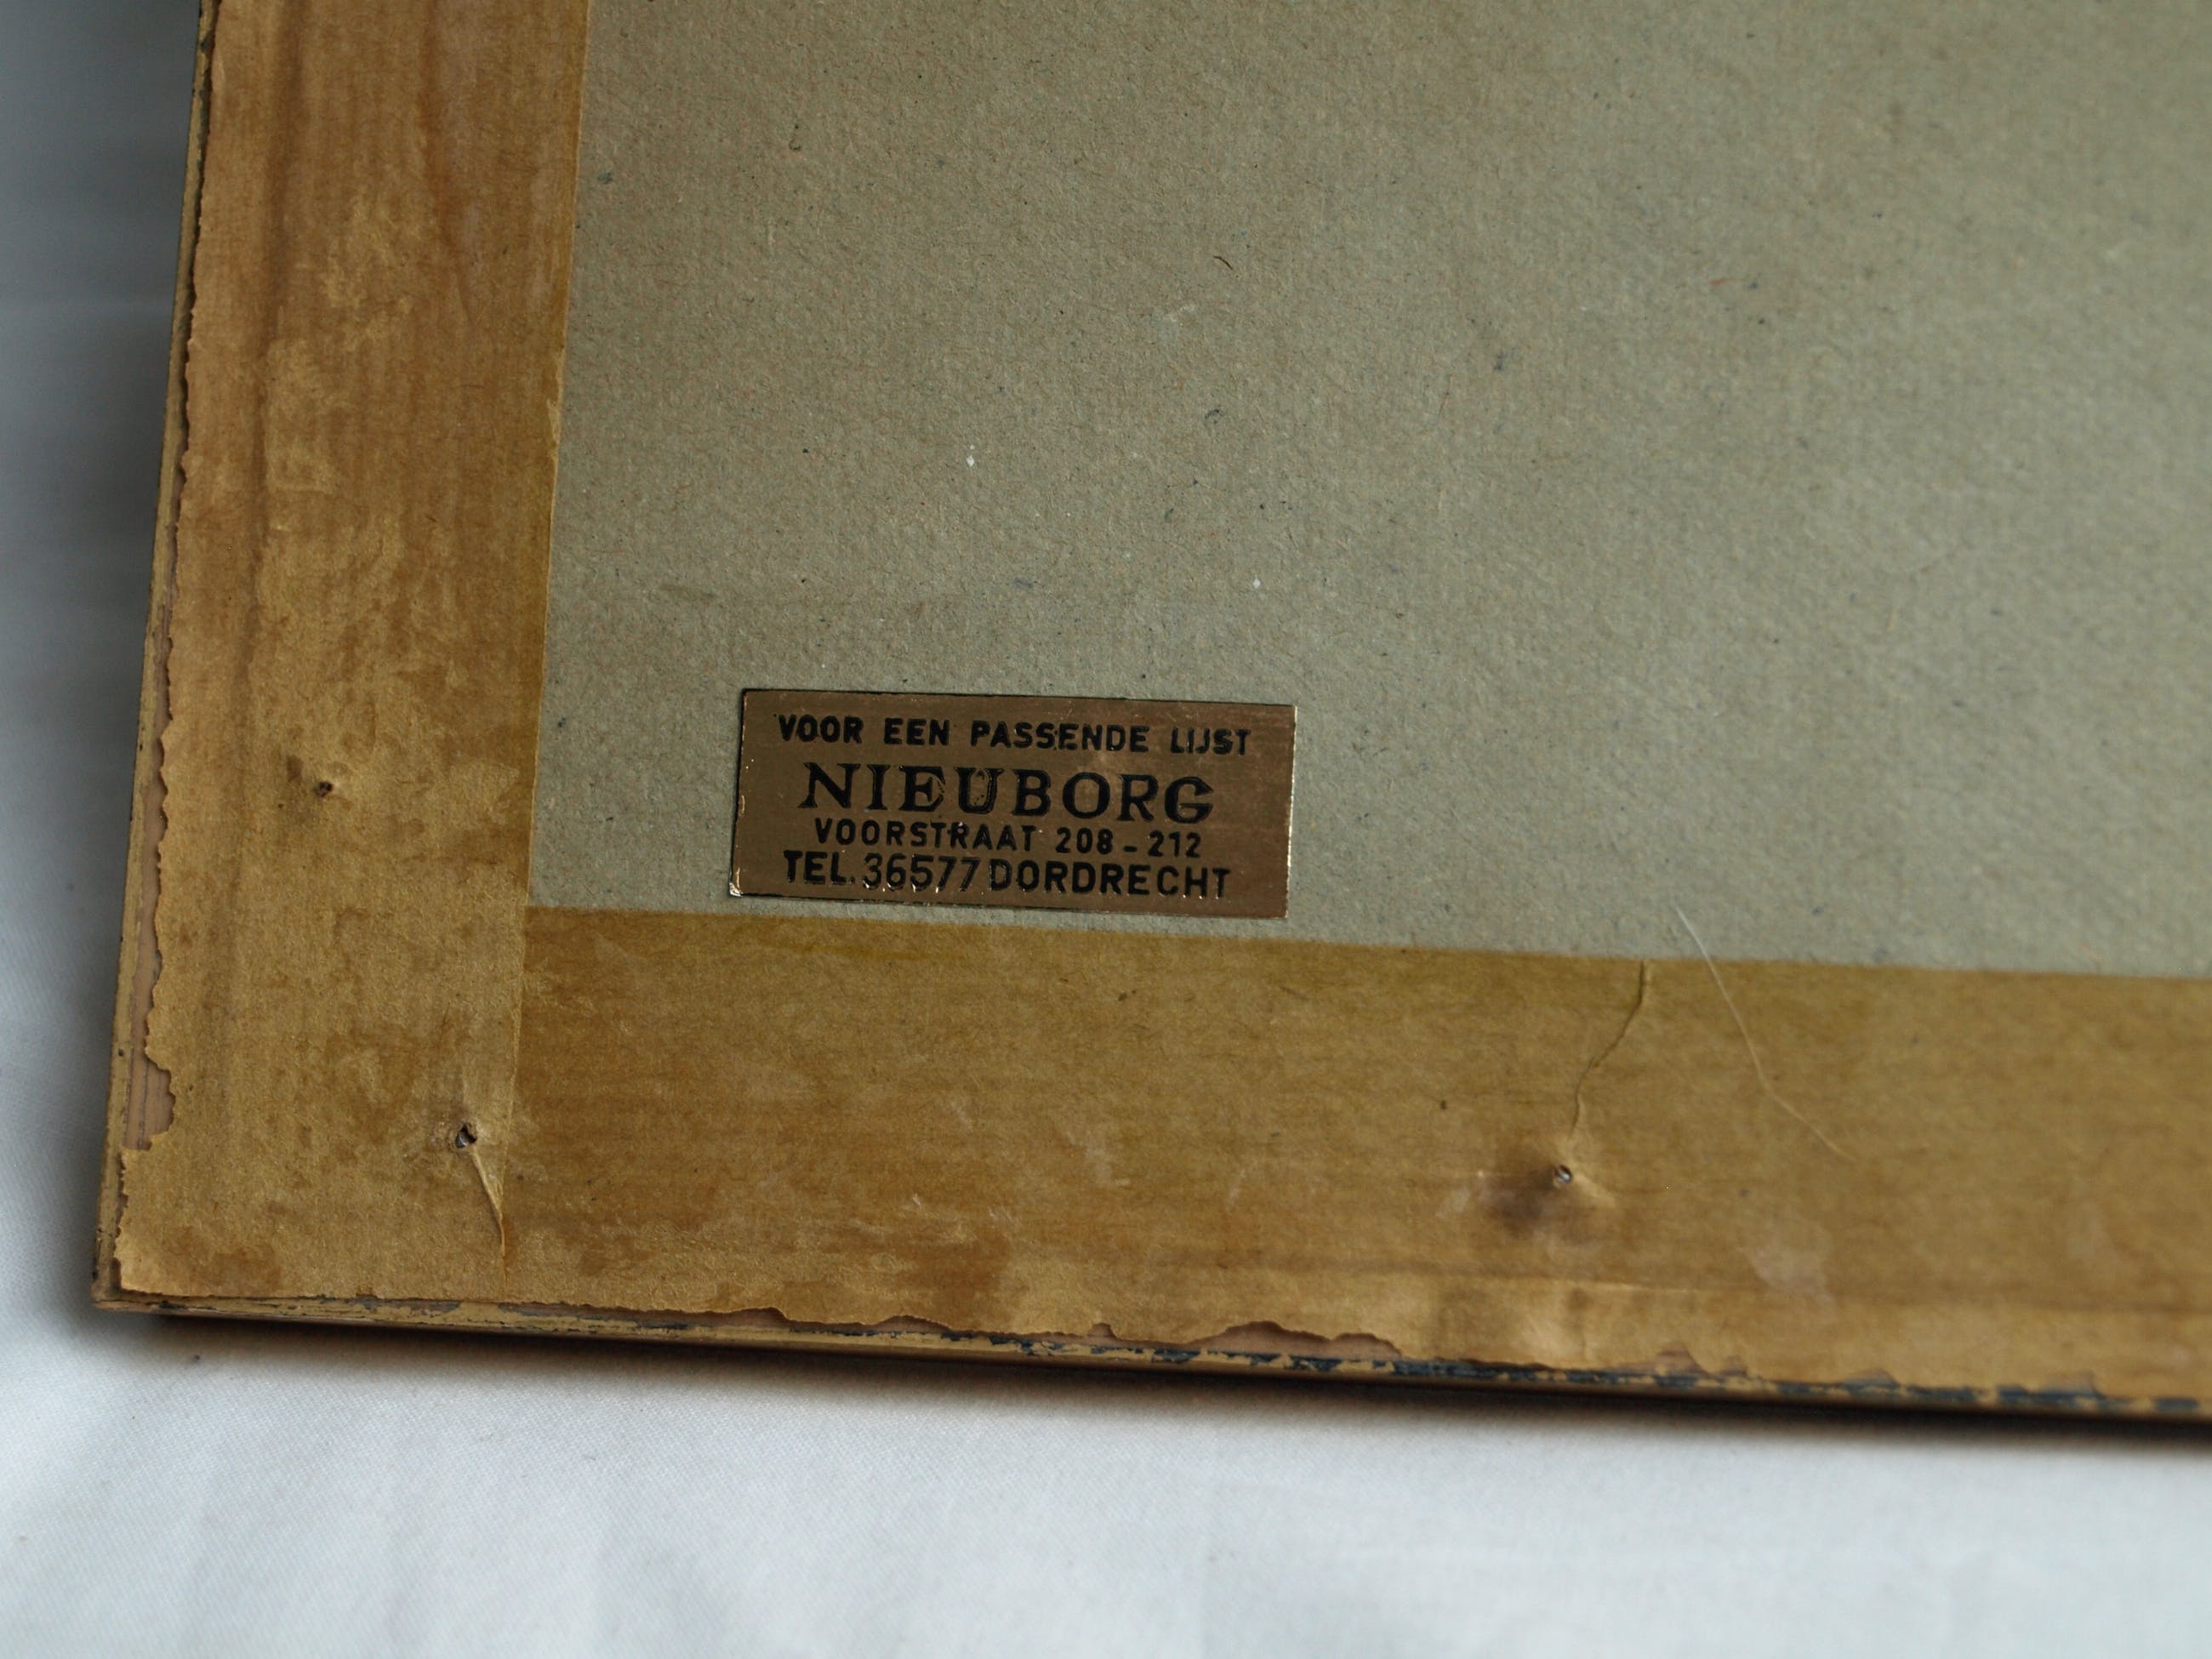 VOOR EEN PASSENDE LIJST
NIEUBORG
VOORSTRAAT 208 - 212
TEL. 36577 DORDRECHT